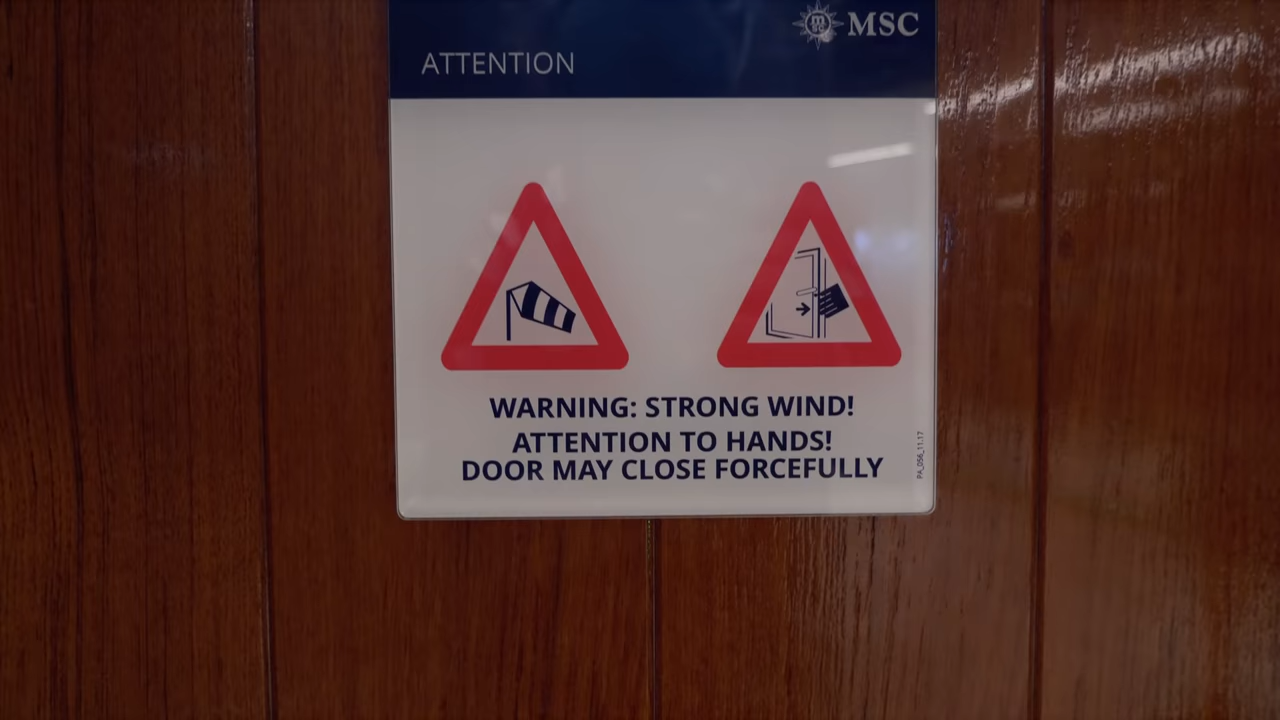 MSC
ATTENTION
WARNING: STRONG WIND!
ATTENTION TO HANDS!
DOOR MAY CLOSE FORCEFULLY
PA_056_11.17